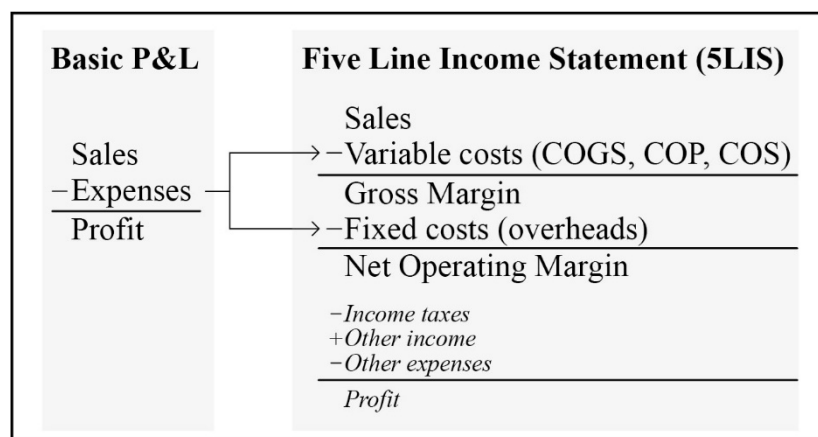 Basic P&L
Sales
−Expenses
Profit
Five Line Income Statement (5LIS)
Sales
−Variable costs (COGS, COP, COS)
Gross Margin
−Fixed costs (overheads)
Net Operating Margin
−Income taxes
+Other income
−Other expenses
Profit